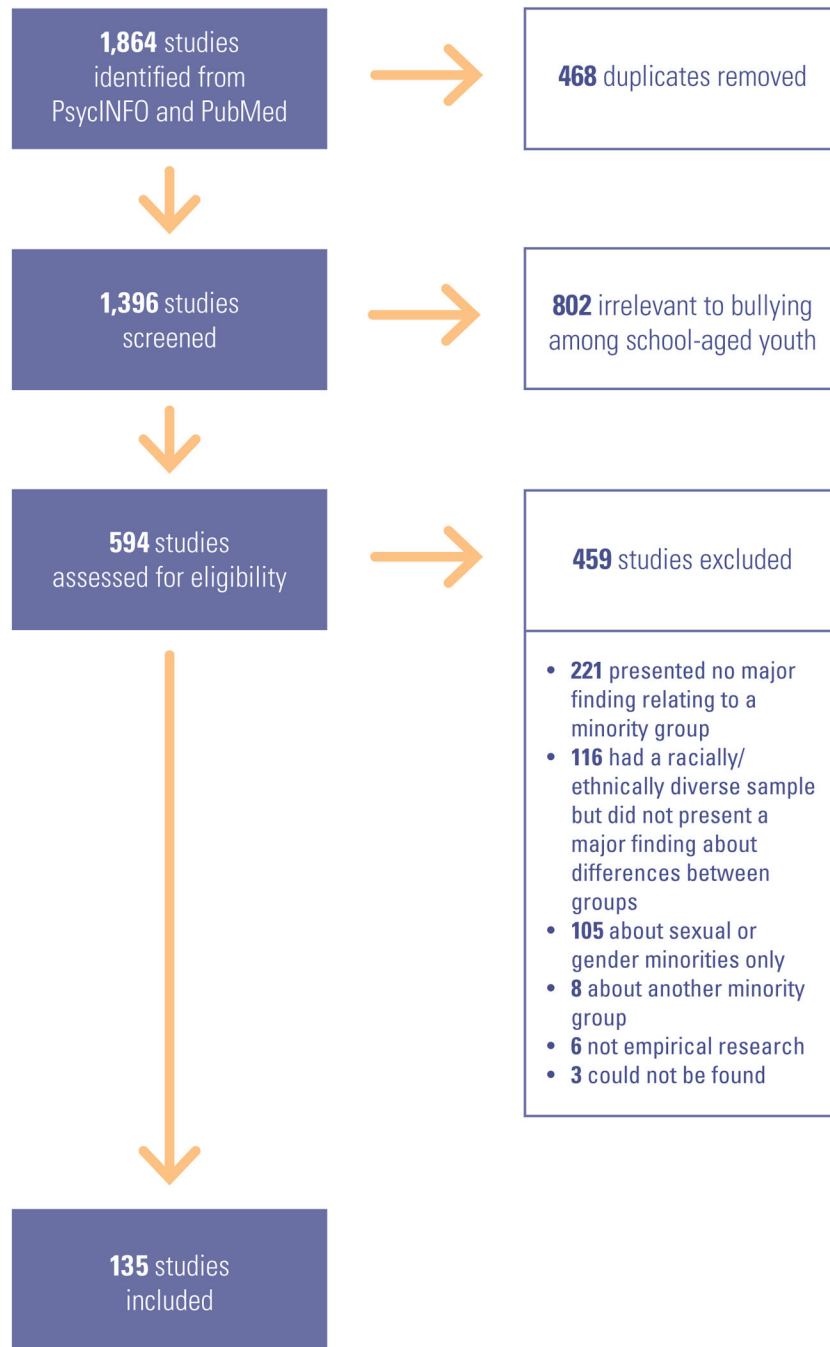 1,864 studies
identified from
PsycINFO and PubMed
468 duplicates removed
1,396 studies
screened
802 irrelevant to bullying
among school-aged youth
594 studies
assessed for eligibility
459 studies excluded
• 221 presented no major
finding relating to a
minority group
• 116 had a racially/
ethnically diverse sample
but did not present a
major finding about
differences between
groups
• 105 about sexual or
gender minorities only
• 8 about another minority
group
• 6 not empirical research
• 3 could not be found
135 studies
included